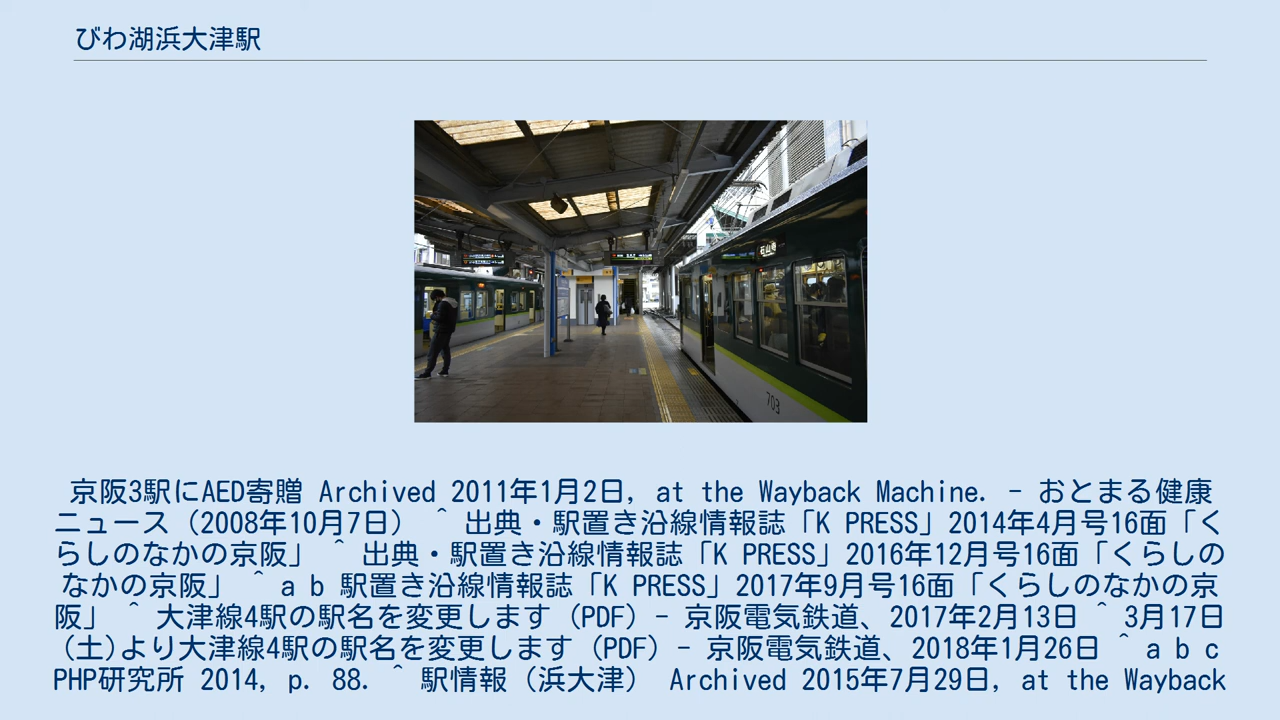 びわ湖浜大津駅
石山寺
703
京阪3駅にAED寄贈 Archived 2011年1月2日, at the Wayback Machine. - おとまる健康
ニュース（2008年10月7日） ^ 出典・駅置き沿線情報誌「K PRESS」2014年4月号16面「く
らしのなかの京阪」 ^ 出典・駅置き沿線情報誌「K PRESS」2016年12月号16面「くらしの
なかの京阪」 ^ a b 駅置き沿線情報誌「K PRESS」2017年9月号16面「くらしのなかの京
阪」 ^ 大津線4駅の駅名を変更します（PDF）- 京阪電気鉄道、2017年2月13日 ^ 3月17日
(土)より大津線4駅の駅名を変更します（PDF）- 京阪電気鉄道、2018年1月26日 ^ a b c
PHP研究所 2014, p. 88. ^ 駅情報（浜大津） Archived 2015年7月29日, at the Wayback